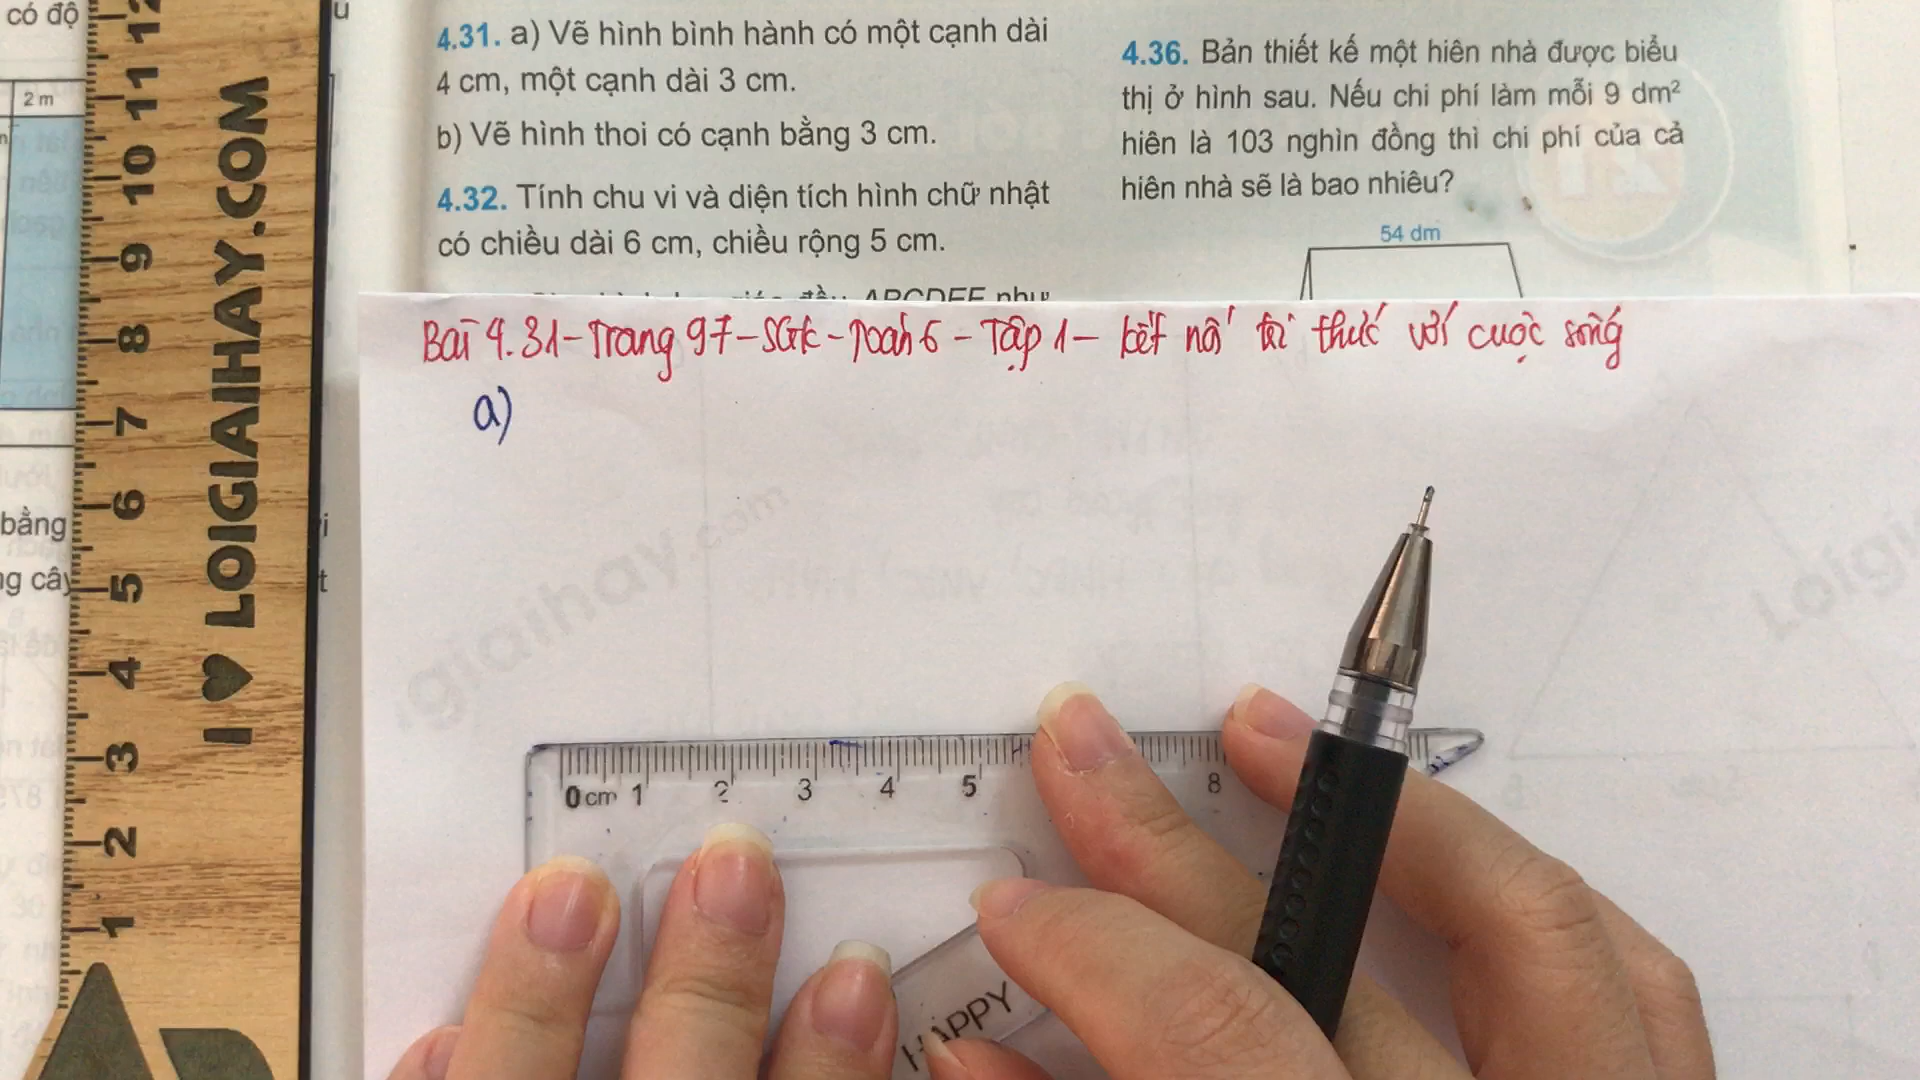 có độ
2 m
bằng
ng cây
12
11
10
9
8
7
6
5
4
3
2
1
I ♥ LOIGIAIHAY.COM
u
4.31. a) Vẽ hình bình hành có một cạnh dài
4 cm, một cạnh dài 3 cm.
b) Vẽ hình thoi có cạnh bằng 3 cm.
4.32. Tính chu vi và diện tích hình chữ nhật
có chiều dài 6 cm, chiều rộng 5 cm.
ABCDEF như
4.36. Bản thiết kế một hiên nhà được biểu
thị ở hình sau. Nếu chi phí làm mỗi 9 dm²
hiên là 103 nghìn đồng thì chi phí của cả
hiên nhà sẽ là bao nhiêu?
54 dm
Bài 4.31 - Trang 97 - SGK - Toán 6 - Tập 1 - kết nối tri thức với cuộc sống
a)
giaihay.com
Loigi
0 cm 1 2 3 4 5 8
HAPPY